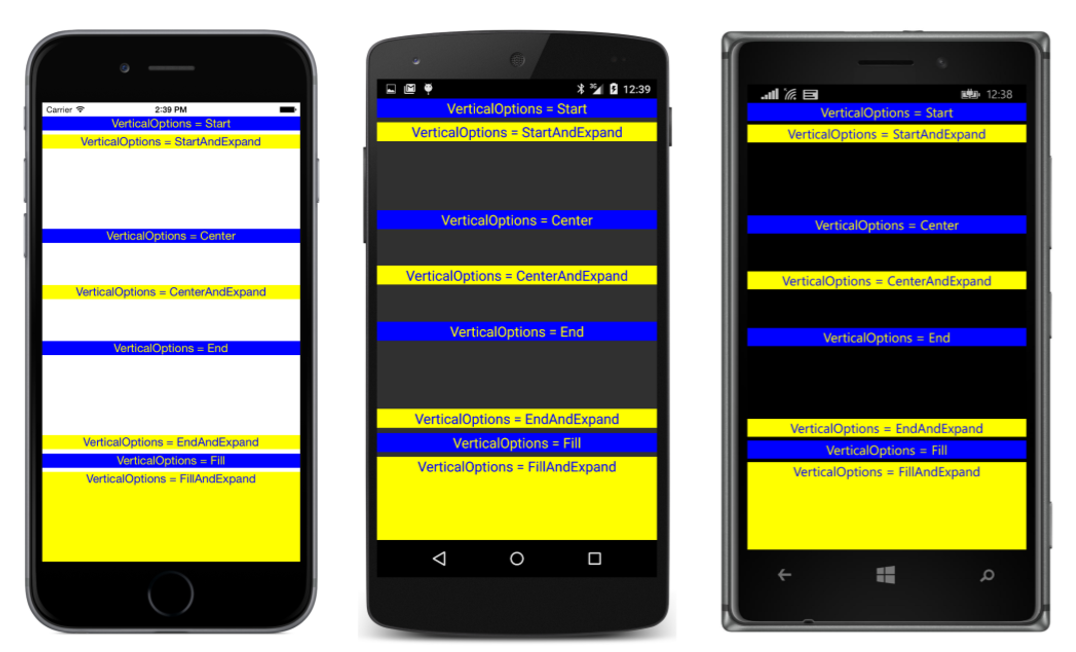 Carrier 2:39 PM
VerticalOptions = Start
VerticalOptions = StartAndExpand
VerticalOptions = Center
VerticalOptions = CenterAndExpand
VerticalOptions = End
VerticalOptions = EndAndExpand
VerticalOptions = Fill
VerticalOptions = FillAndExpand
3G 12:39
VerticalOptions = Start
VerticalOptions = StartAndExpand
VerticalOptions = Center
VerticalOptions = CenterAndExpand
VerticalOptions = End
VerticalOptions = EndAndExpand
VerticalOptions = Fill
VerticalOptions = FillAndExpand
12:38
VerticalOptions = Start
VerticalOptions = StartAndExpand
VerticalOptions = Center
VerticalOptions = CenterAndExpand
VerticalOptions = End
VerticalOptions = EndAndExpand
VerticalOptions = Fill
VerticalOptions = FillAndExpand